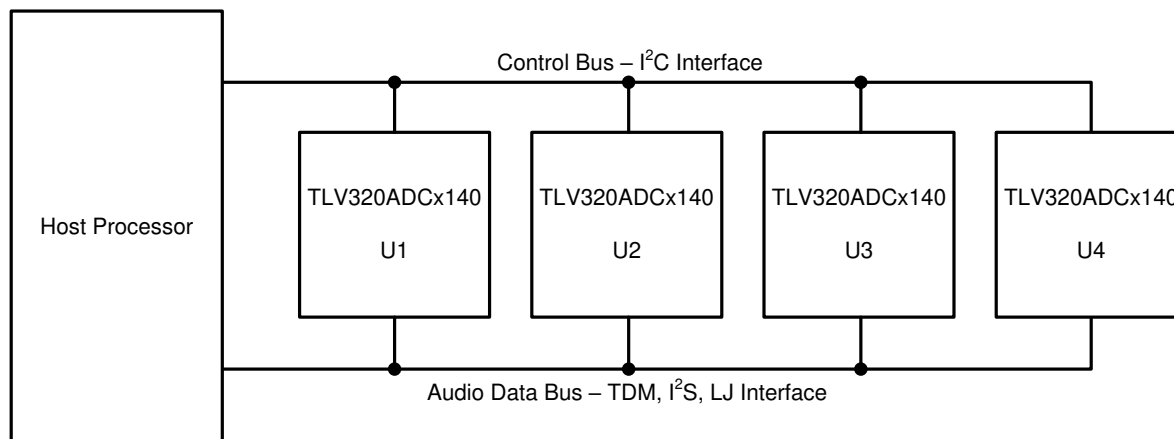 Control Bus – I²C Interface
TLV320ADCx140
U1
TLV320ADCx140
U2
TLV320ADCx140
U3
TLV320ADCx140
U4
Host Processor
Audio Data Bus – TDM, I²S, LJ Interface